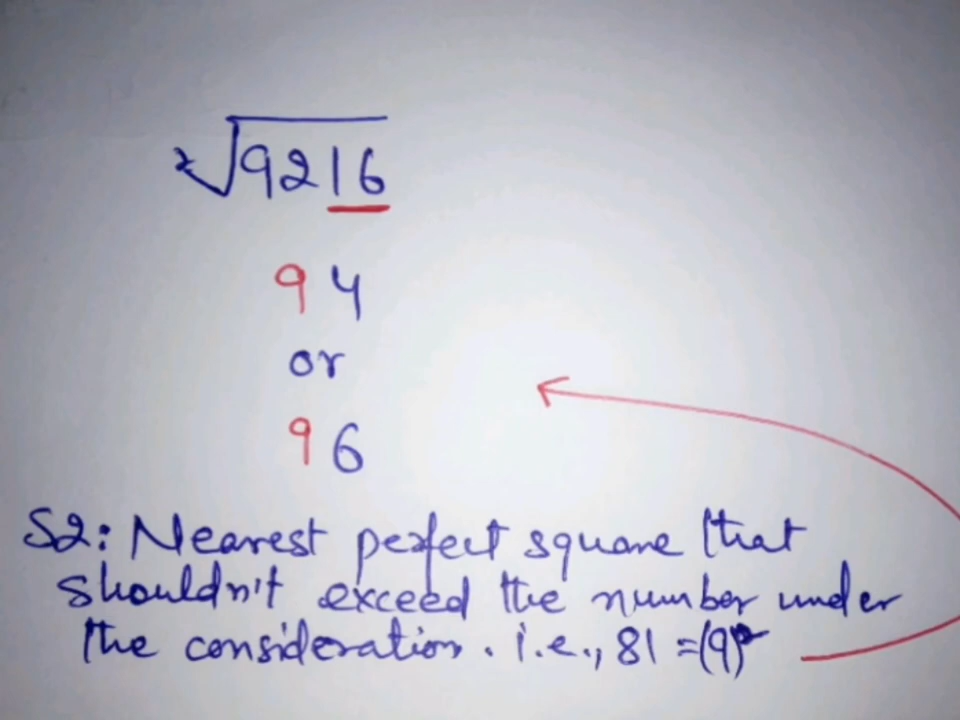 ²√9216
94
or
96
S2: Nearest perfect square that
shouldn't exceed the number under
the consideration. i.e., 81 =(9)²